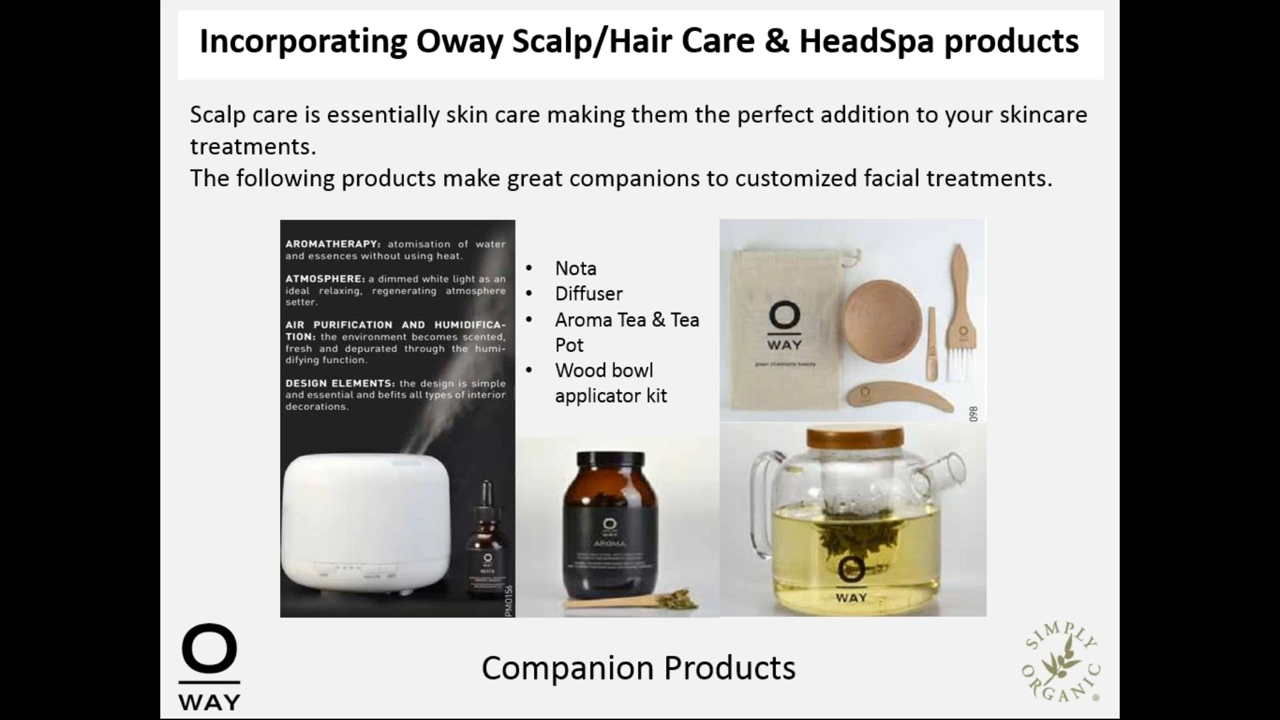 Incorporating Oway Scalp/Hair Care & HeadSpa products
Scalp care is essentially skin care making them the perfect addition to your skincare
treatments.
The following products make great companions to customized facial treatments.
AROMATHERAPY: atomisation of water
and essences without using heat.
ATMOSPHERE: a dimmed white light as an
ideal relaxing, regenerating atmosphere
setter.
AIR PURIFICATION AND HUMIDIFICA-
TION: the environment becomes scented,
fresh and depurated through the humi-
difying function.
DESIGN ELEMENTS: the design is simple
and essential and befits all types of interior
decorations.
O
WAY
NOTA
PM0156
• Nota
• Diffuser
• Aroma Tea & Tea
Pot
• Wood bowl
applicator kit
O
WAY
AROMA
O
WAY
green chemistry beauty
098
O
WAY
O
WAY
Companion Products
SIMPLY
ORGANIC®